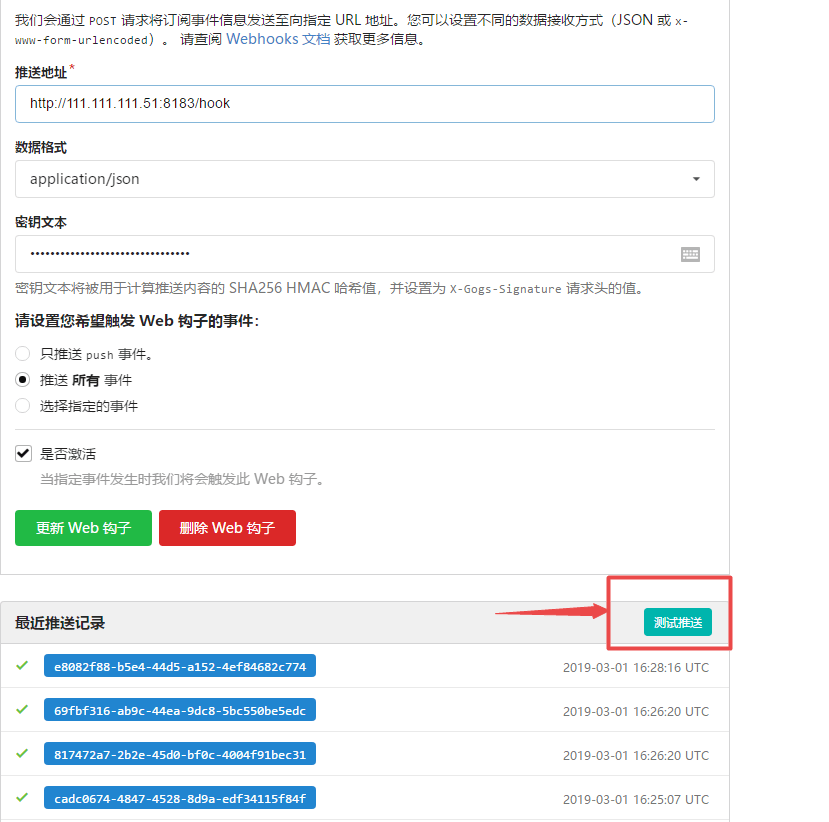 我们会通过 POST 请求将订阅事件信息发送至向指定 URL 地址。您可以设置不同的数据接收方式（JSON 或 x-
www-form-urlencoded）。 请查阅 Webhooks 文档 获取更多信息。
推送地址*
http://111.111.111.51:8183/hook
数据格式
application/json
密钥文本
••••••••••••••••••••••••••••••••
密钥文本将被用于计算推送内容的 SHA256 HMAC 哈希值，并设置为 X-Gogs-Signature 请求头的值。
请设置您希望触发 Web 钩子的事件：
只推送 push 事件。
推送 所有 事件
选择指定的事件
是否激活
当指定事件发生时我们将会触发此 Web 钩子。
更新 Web 钩子 删除 Web 钩子
最近推送记录 测试推送
e8082f88-b5e4-44d5-a152-4ef84682c774 2019-03-01 16:28:16 UTC
69fbf316-ab9c-44ea-9dc8-5bc550be5edc 2019-03-01 16:26:20 UTC
817472a7-2b2e-45d0-bf0c-4004f91bec31 2019-03-01 16:26:20 UTC
cadc0674-4847-4528-8d9a-edf34115f84f 2019-03-01 16:25:07 UTC